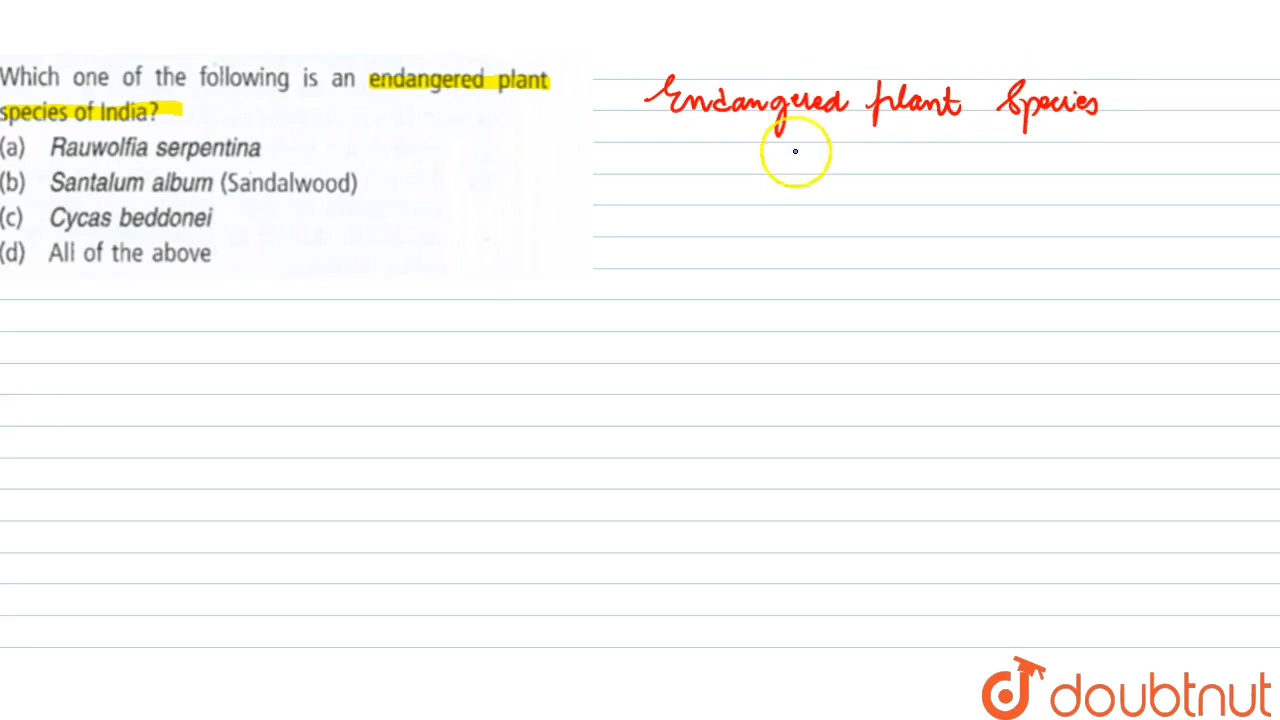 Which one of the following is an endangered plant
species of India?
(a) Rauwolfia serpentina
(b) Santalum album (Sandalwood)
(c) Cycas beddonei
(d) All of the above
Endangered plant Species
doubtnut